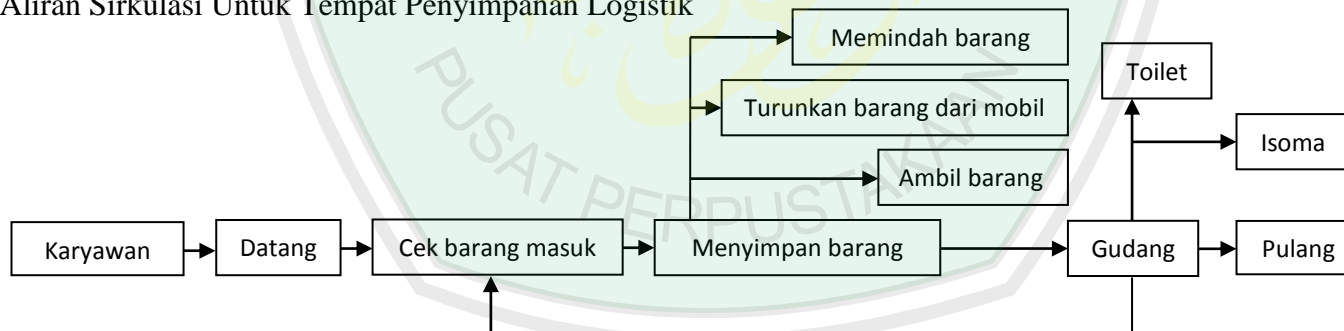 Aliran Sirkulasi Untuk Tempat Penyimpanan Logistik
Memindah barang
Toilet
Turunkan barang dari mobil
Isoma
Ambil barang
Karyawan
Datang
Cek barang masuk
Menyimpan barang
Gudang
Pulang
PUSAT PERPUSTAKAAN